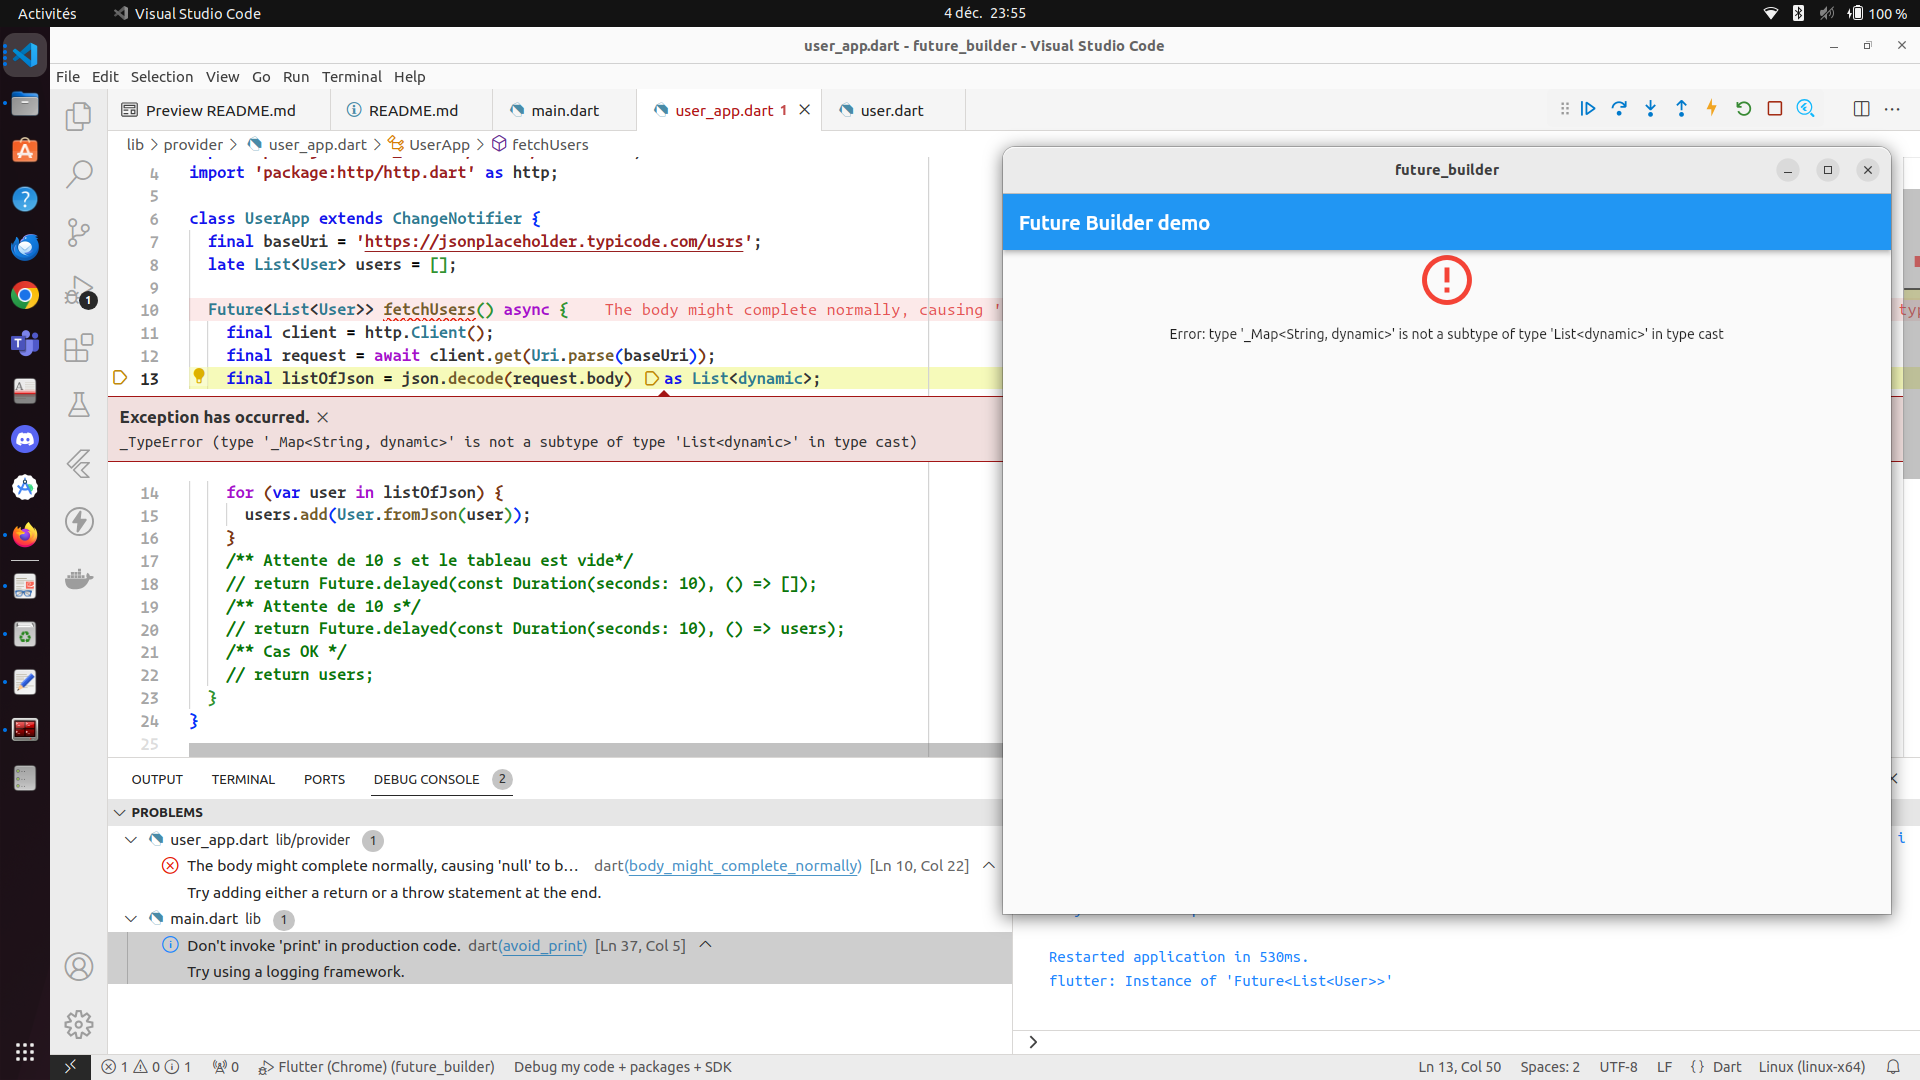 Activités
Visual Studio Code
4 déc. 23:55
100 %
user_app.dart - future_builder - Visual Studio Code
File Edit Selection View Go Run Terminal Help
Preview README.md
README.md
main.dart
user_app.dart 1
user.dart
lib > provider > user_app.dart > UserApp > fetchUsers
4 import 'package:http/http.dart' as http;
5
6 class UserApp extends ChangeNotifier {
7 final baseUri = 'https://jsonplaceholder.typicode.com/usrs';
8 late List<User> users = [];
9
10 Future<List<User>> fetchUsers() async { The body might complete normally, causing '
11 final client = http.Client();
12 final request = await client.get(Uri.parse(baseUri));
13 final listOfJson = json.decode(request.body) as List<dynamic>;
Exception has occurred.
_TypeError (type '_Map<String, dynamic>' is not a subtype of type 'List<dynamic>' in type cast)
14 for (var user in listOfJson) {
15 users.add(User.fromJson(user));
16 }
17 /** Attente de 10 s et le tableau est vide*/
18 // return Future.delayed(const Duration(seconds: 10), () => []);
19 /** Attente de 10 s*/
20 // return Future.delayed(const Duration(seconds: 10), () => users);
21 /** Cas OK */
22 // return users;
23 }
24 }
25
future_builder
Future Builder demo
Error: type '_Map<String, dynamic>' is not a subtype of type 'List<dynamic>' in type cast
typ
1
OUTPUT TERMINAL PORTS DEBUG CONSOLE 2
PROBLEMS
user_app.dart lib/provider 1
The body might complete normally, causing 'null' to b... dart(body_might_complete_normally) [Ln 10, Col 22]
Try adding either a return or a throw statement at the end.
main.dart lib 1
Don't invoke 'print' in production code. dart(avoid_print) [Ln 37, Col 5]
Try using a logging framework.
i
Restarted application in 530ms.
flutter: Instance of 'Future<List<User>>'
1 0 1 0 Flutter (Chrome) (future_builder) Debug my code + packages + SDK
Ln 13, Col 50 Spaces: 2 UTF-8 LF {} Dart Linux (linux-x64)